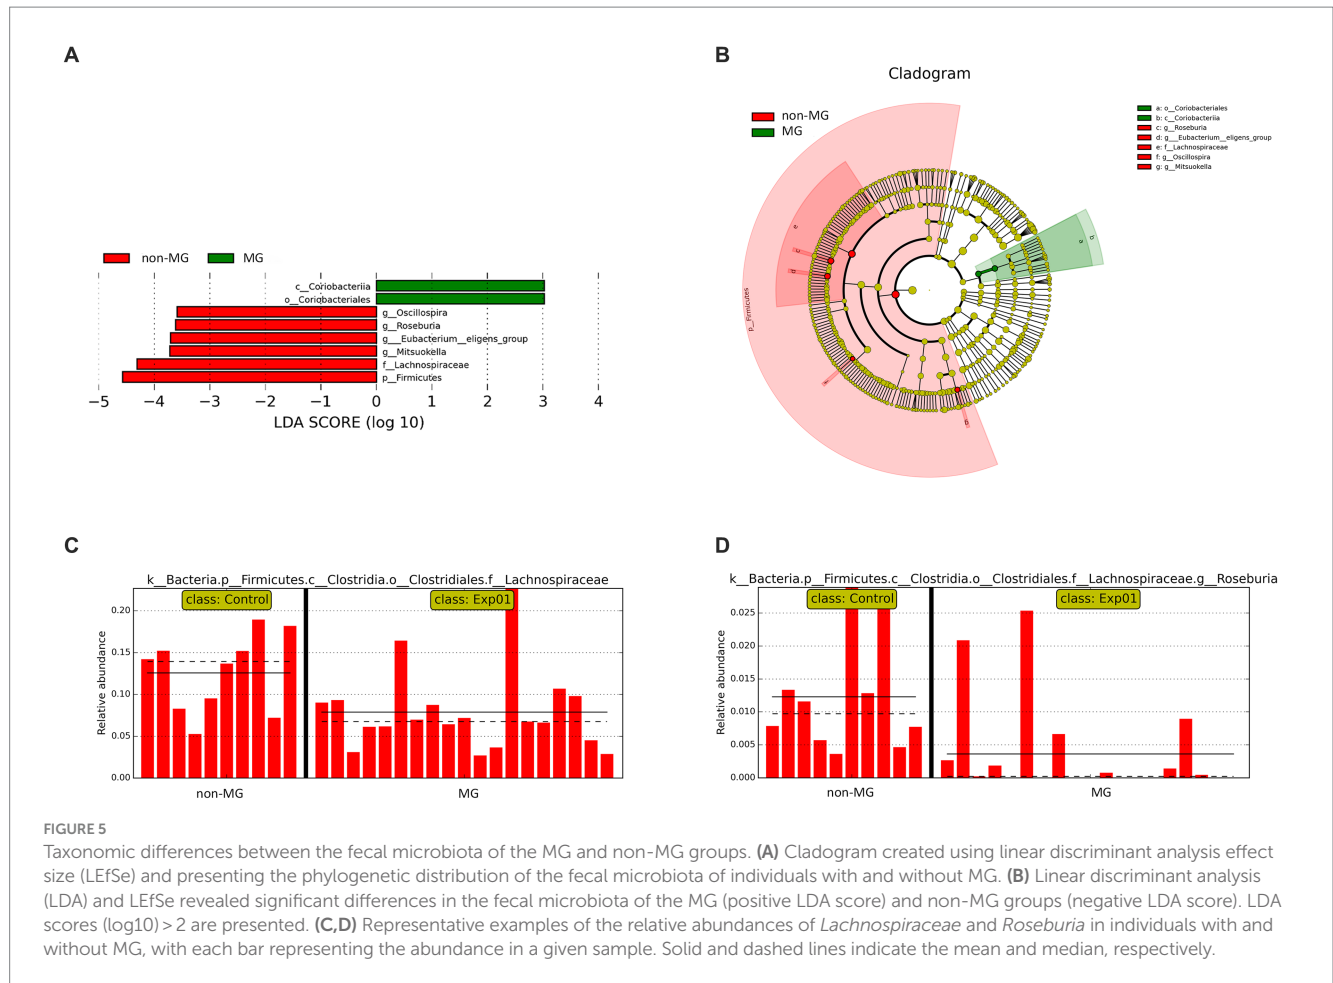 A
non-MG
MG
c__Coriobacteriia
o__Coriobacteriales
g__Oscillospira
g__Roseburia
g___Eubacterium__eligens_group
g__Mitsuokella
f__Lachnospiraceae
p__Firmicutes
−5 −4 −3 −2 −1 0 1 2 3 4
LDA SCORE (log 10)
B
Cladogram
non-MG
MG
a: o__Coriobacteriales
b: c__Coriobacteriia
c: g__Roseburia
d: g___Eubacterium__eligens_group
e: f__Lachnospiraceae
f: g__Oscillospira
g: g__Mitsuokella
b
a
e
c
d
p__Firmicutes
C
k__Bacteria.p__Firmicutes.c__Clostridia.o__Clostridiales.f__Lachnospiraceae
class: Control
class: Exp01
Relative abundance
0.20
0.15
0.10
0.05
0.00
non-MG
MG
D
k__Bacteria.p__Firmicutes.c__Clostridia.o__Clostridiales.f__Lachnospiraceae.g__Roseburia
class: Control
class: Exp01
Relative abundance
0.025
0.020
0.015
0.010
0.005
0.000
non-MG
MG
FIGURE 5
Taxonomic differences between the fecal microbiota of the MG and non-MG groups. (A) Cladogram created using linear discriminant analysis effect
size (LEfSe) and presenting the phylogenetic distribution of the fecal microbiota of individuals with and without MG. (B) Linear discriminant analysis
(LDA) and LEfSe revealed significant differences in the fecal microbiota of the MG (positive LDA score) and non-MG groups (negative LDA score). LDA
scores (log10) > 2 are presented. (C,D) Representative examples of the relative abundances of Lachnospiraceae and Roseburia in individuals with and
without MG, with each bar representing the abundance in a given sample. Solid and dashed lines indicate the mean and median, respectively.